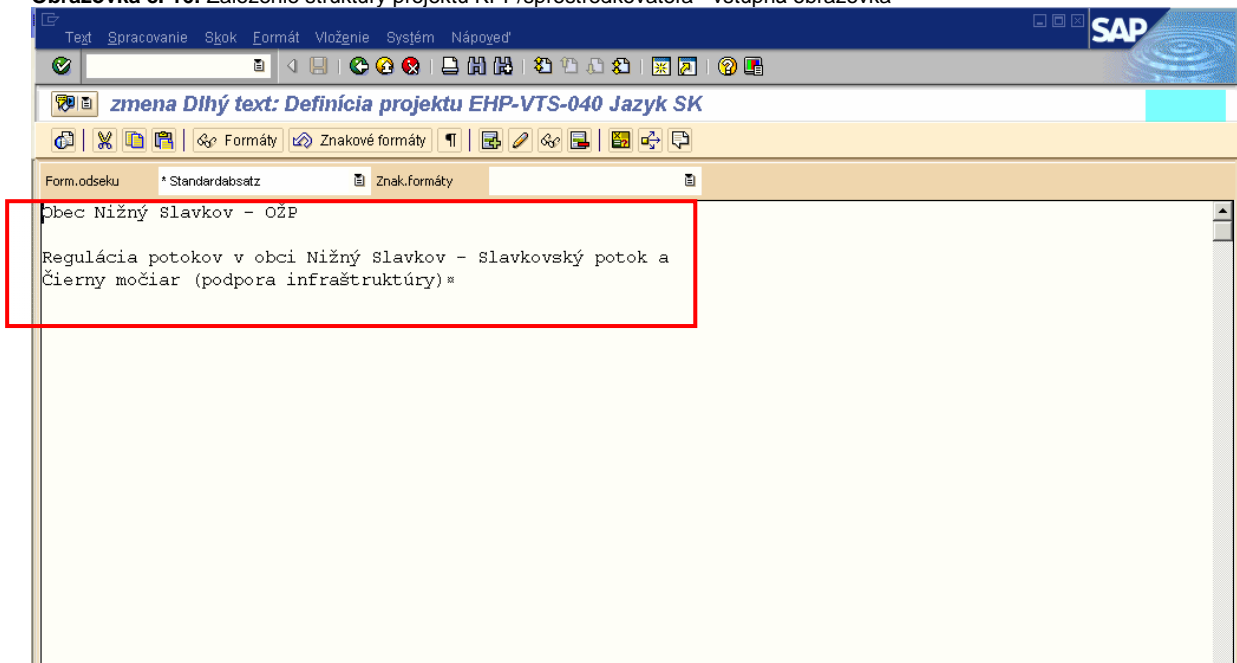 Obrazovka č. 10. Založenie štruktúry projektu KPP/sprostredkovateľa - vstupná obrazovka
Text Spracovanie Skok Formát Vloženie Systém Nápoveď
SAP
zmena Dlhý text: Definícia projektu EHP-VTS-040 Jazyk SK
Formáty Znakové formáty
Form.odseku * Standardabsatz Znak.formáty
Obec Nižný Slavkov – OŽP
Regulácia potokov v obci Nižný Slavkov – Slavkovský potok a
Čierny močiar (podpora infraštruktúry)¤